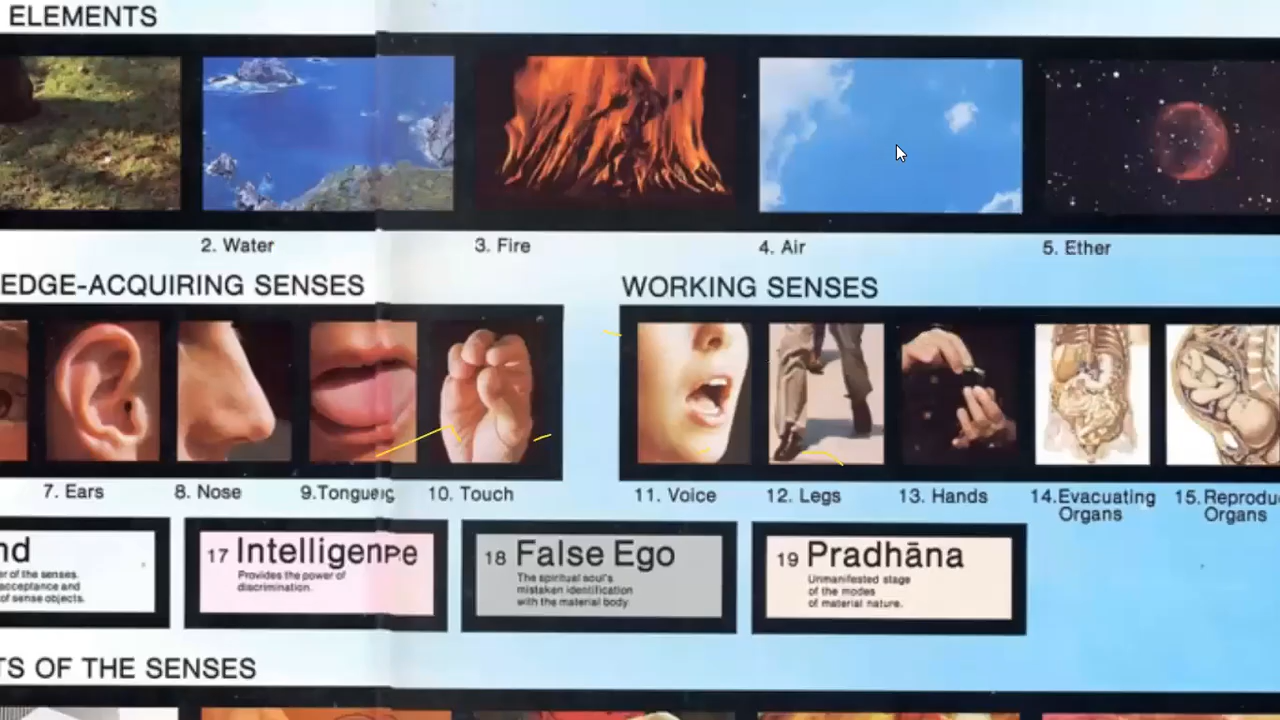 ELEMENTS
2. Water
3. Fire
4. Air
5. Ether
EDGE-ACQUIRING SENSES
WORKING SENSES
7. Ears
8. Nose
10. Touch
11. Voice
12. Legs
13. Hands
14.Evacuating
Organs
15.Reprodu
Organs
nd
er of the senses.
acceptance and
of sense objects.
17 Intelligence
Provides the power of
discrimination.
18 False Ego
The spiritual soul's
mistaken identification
with the material body
19 Pradhāna
Unmanifested stage
of the modes
of material nature.
TS OF THE SENSES